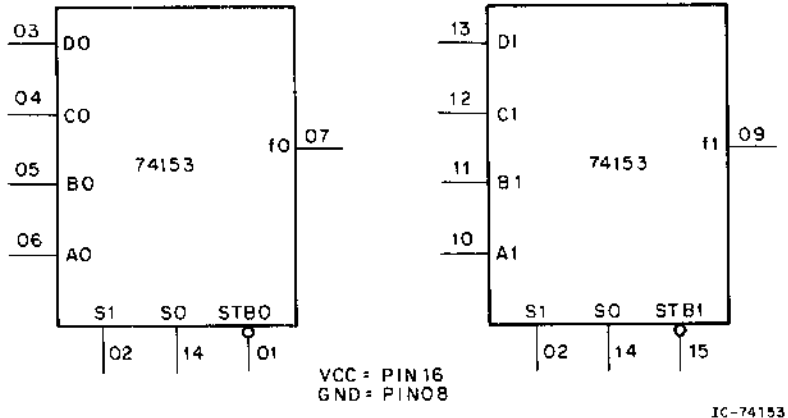 03 D0
04 C0
05 B0
06 A0
74153
f0 07
S1 S0 STB0
02 14 01
13 D1
12 C1
11 B1
10 A1
74153
f1 09
S1 S0 STB1
02 14 15
VCC = PIN16
GND = PIN08
IC-74153